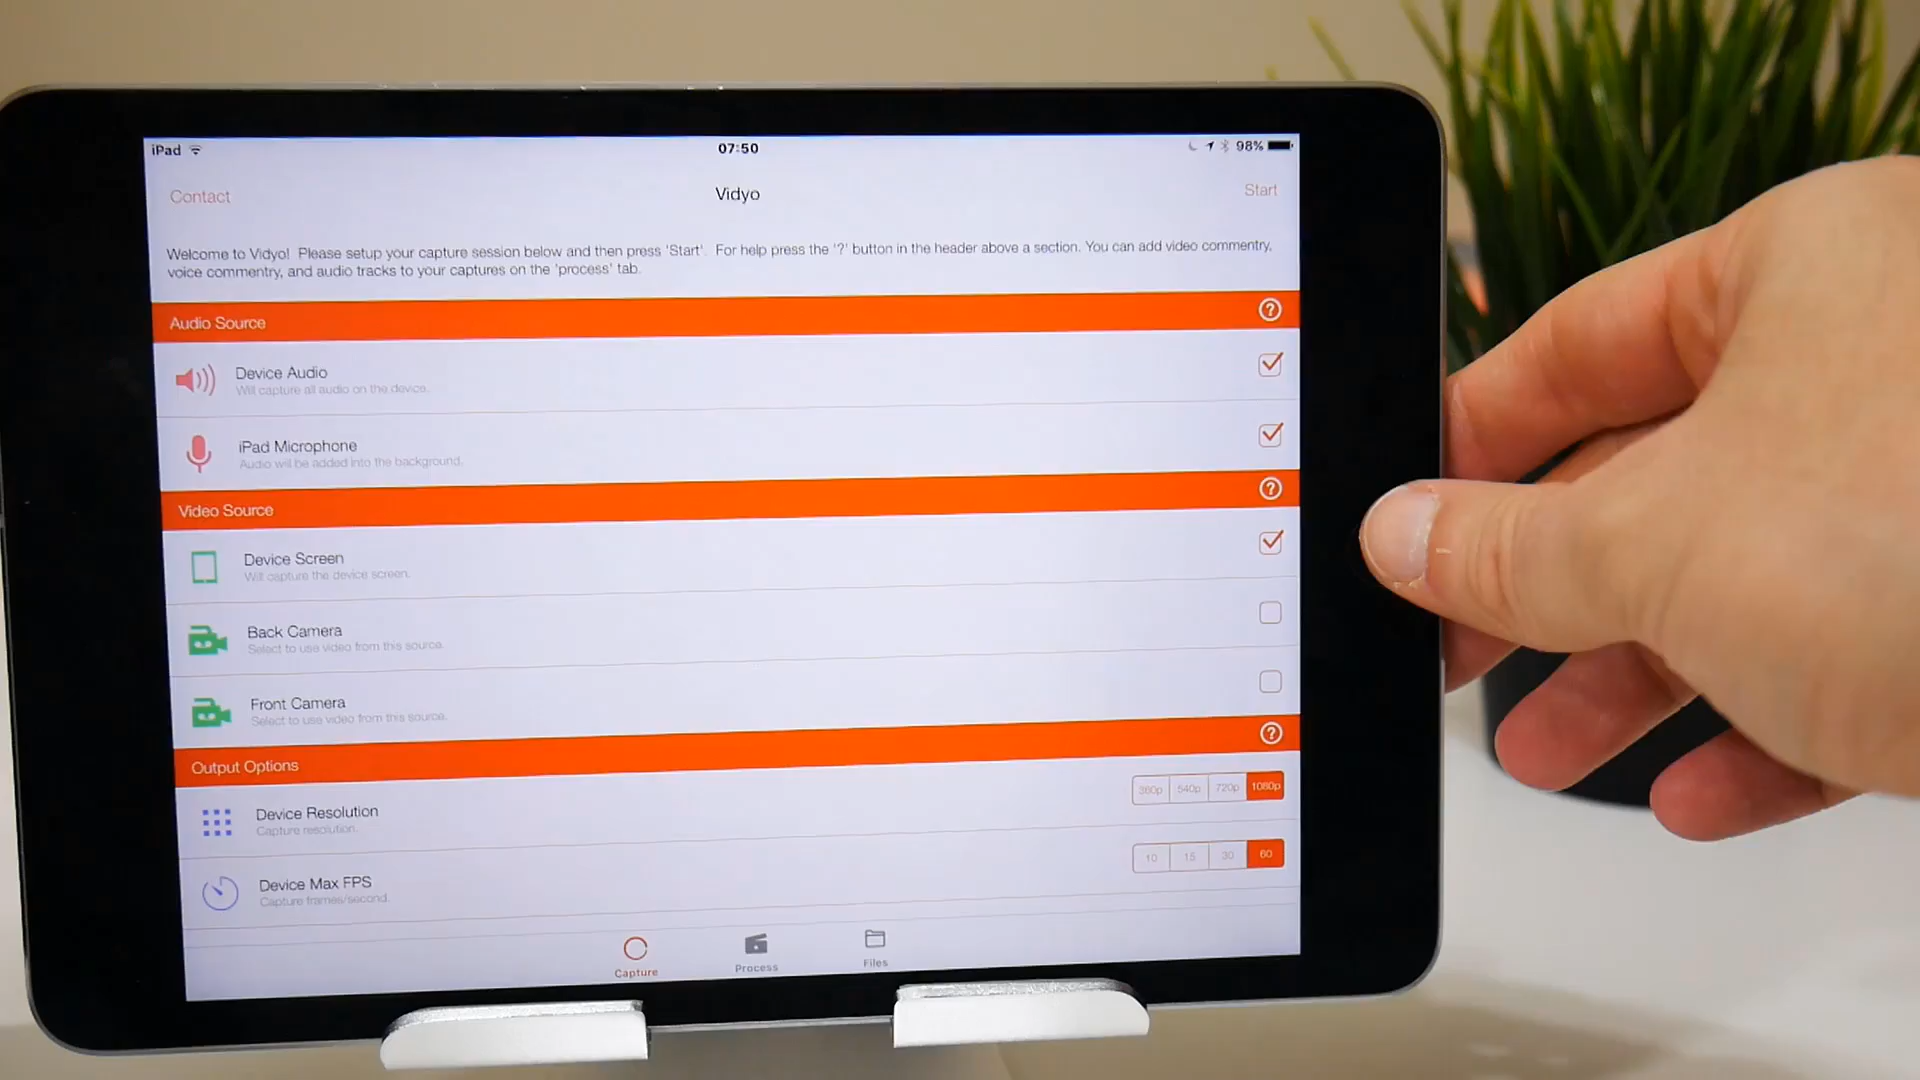 iPad 07:50 98%
Contact Vidyo Start
Welcome to Vidyo! Please setup your capture session below and then press 'Start'. For help press the '?' button in the header above a section. You can add video commentry,
voice commentry, and audio tracks to your captures on the 'process' tab.
Audio Source ?
Device Audio
Will capture all audio on the device.
iPad Microphone
Audio will be added into the background.
Video Source ?
Device Screen
Will capture the device screen.
Back Camera
Select to use video from this source.
Front Camera
Select to use video from this source.
Output Options ?
Device Resolution 360p 540p 720p 1080p
Capture resolution.
Device Max FPS 10 15 30 60
Capture frames/second.
Capture Process Files